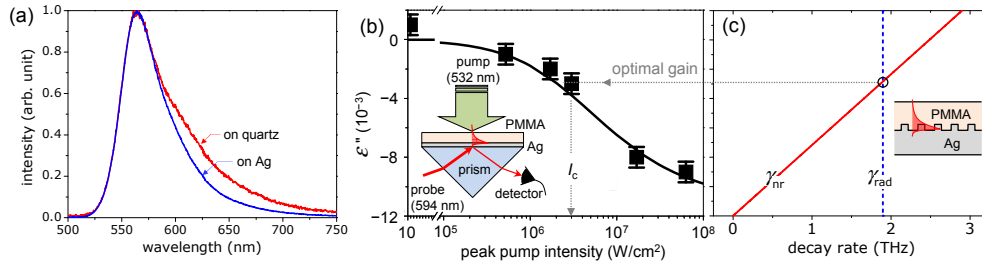 (a)
intensity (arb. unit)
1.0
0.8
0.6
0.4
0.2
0.0
on quartz
on Ag
500 550 600 650 700 750
wavelength (nm)
(b)
ε" (10⁻³)
0
−4
−8
−12
pump
(532 nm)
PMMA
Ag
prism
probe
(594 nm)
detector
optimal gain
I_c
10 10⁵ 10⁶ 10⁷ 10⁸
peak pump intensity (W/cm²)
(c)
PMMA
Ag
γ_nr
γ_rad
0 1 2 3
decay rate (THz)